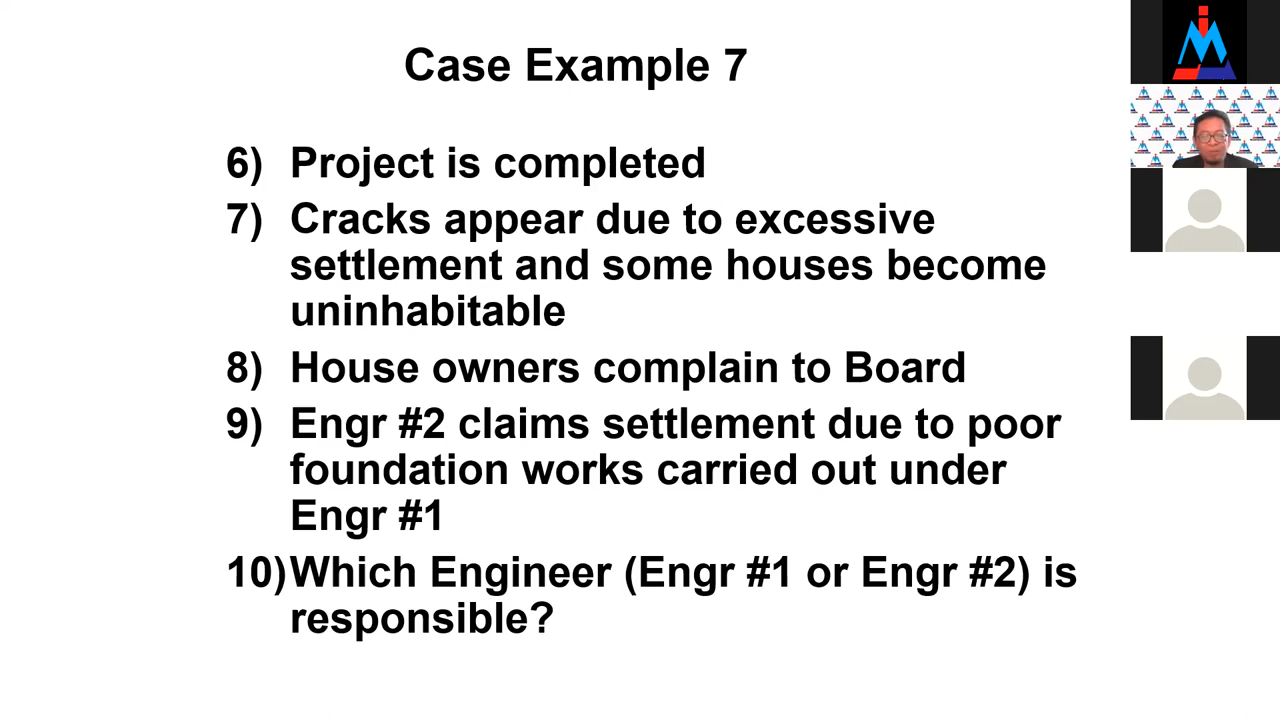 Case Example 7
6) Project is completed
7) Cracks appear due to excessive
settlement and some houses become
uninhabitable
8) House owners complain to Board
9) Engr #2 claims settlement due to poor
foundation works carried out under
Engr #1
10)Which Engineer (Engr #1 or Engr #2) is
responsible?